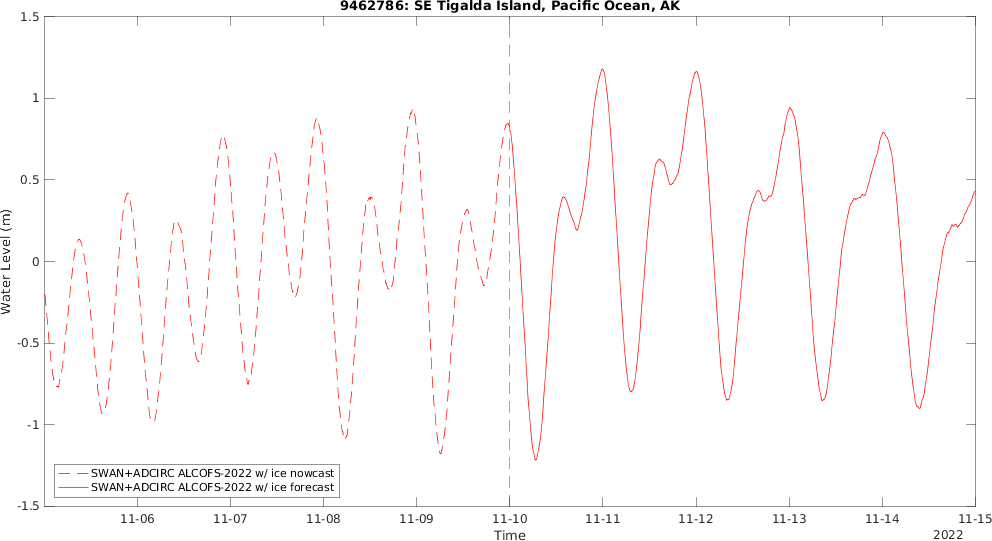 9462786: SE Tigalda Island, Pacific Ocean, AK
1.5
1
0.5
0
-0.5
-1
-1.5
Water Level (m)
SWAN+ADCIRC ALCOFS-2022 w/ ice nowcast
SWAN+ADCIRC ALCOFS-2022 w/ ice forecast
11-06 11-07 11-08 11-09 11-10 11-11 11-12 11-13 11-14 11-15
Time
2022